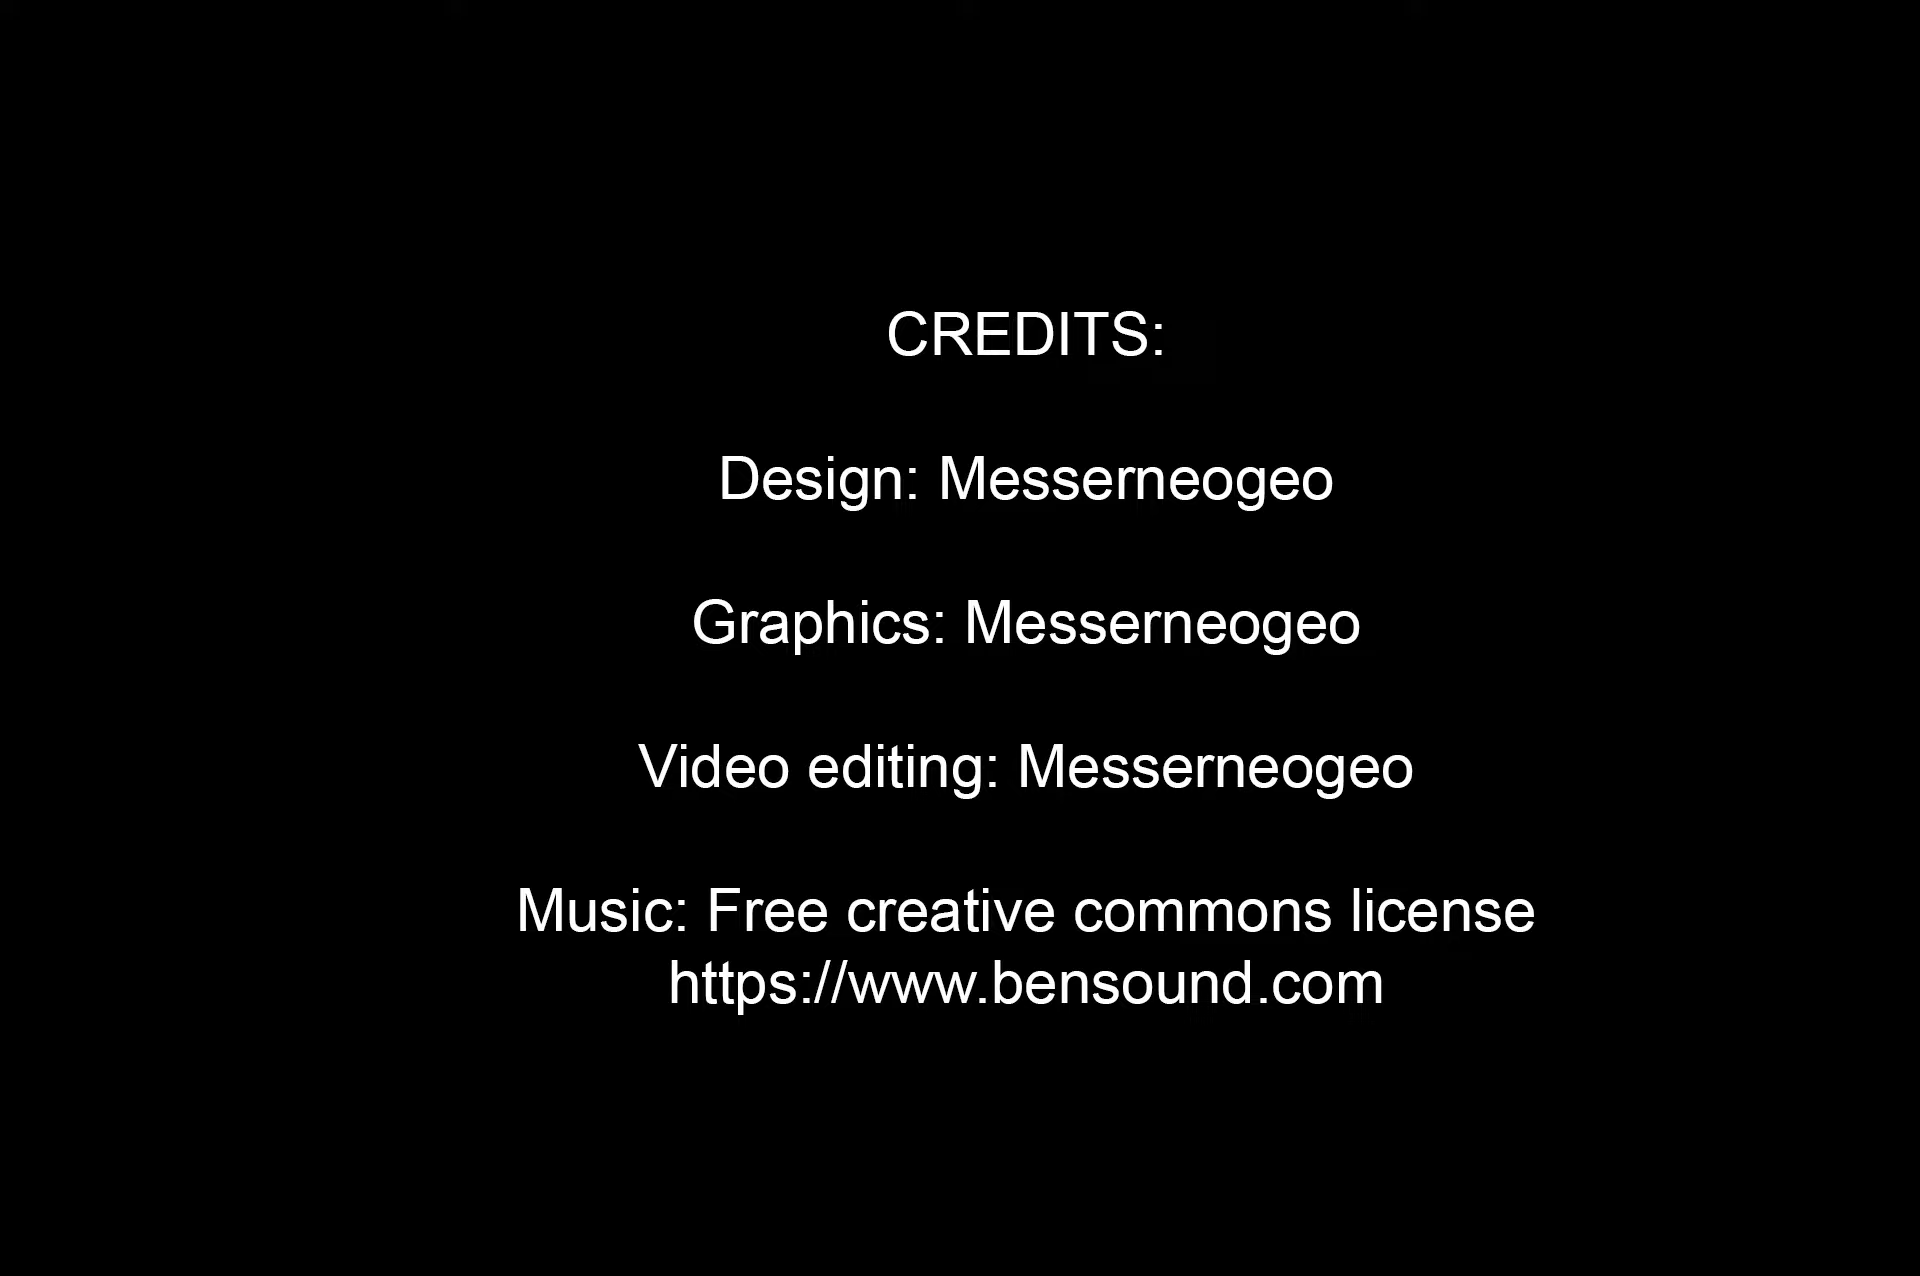 CREDITS:
Design: Messerneogeo
Graphics: Messerneogeo
Video editing: Messerneogeo
Music: Free creative commons license
https://www.bensound.com